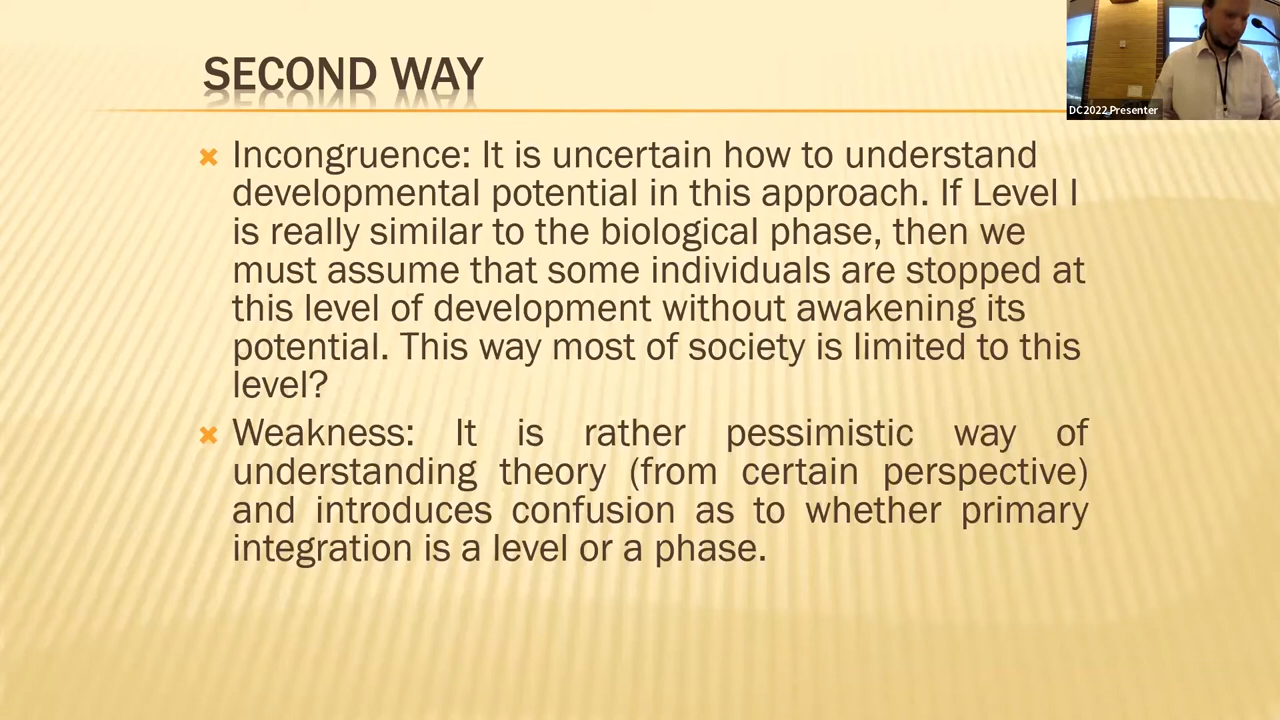 SECOND WAY
DC2022 Presenter
Incongruence: It is uncertain how to understand
developmental potential in this approach. If Level I
is really similar to the biological phase, then we
must assume that some individuals are stopped at
this level of development without awakening its
potential. This way most of society is limited to this
level?
Weakness: It is rather pessimistic way of
understanding theory (from certain perspective)
and introduces confusion as to whether primary
integration is a level or a phase.